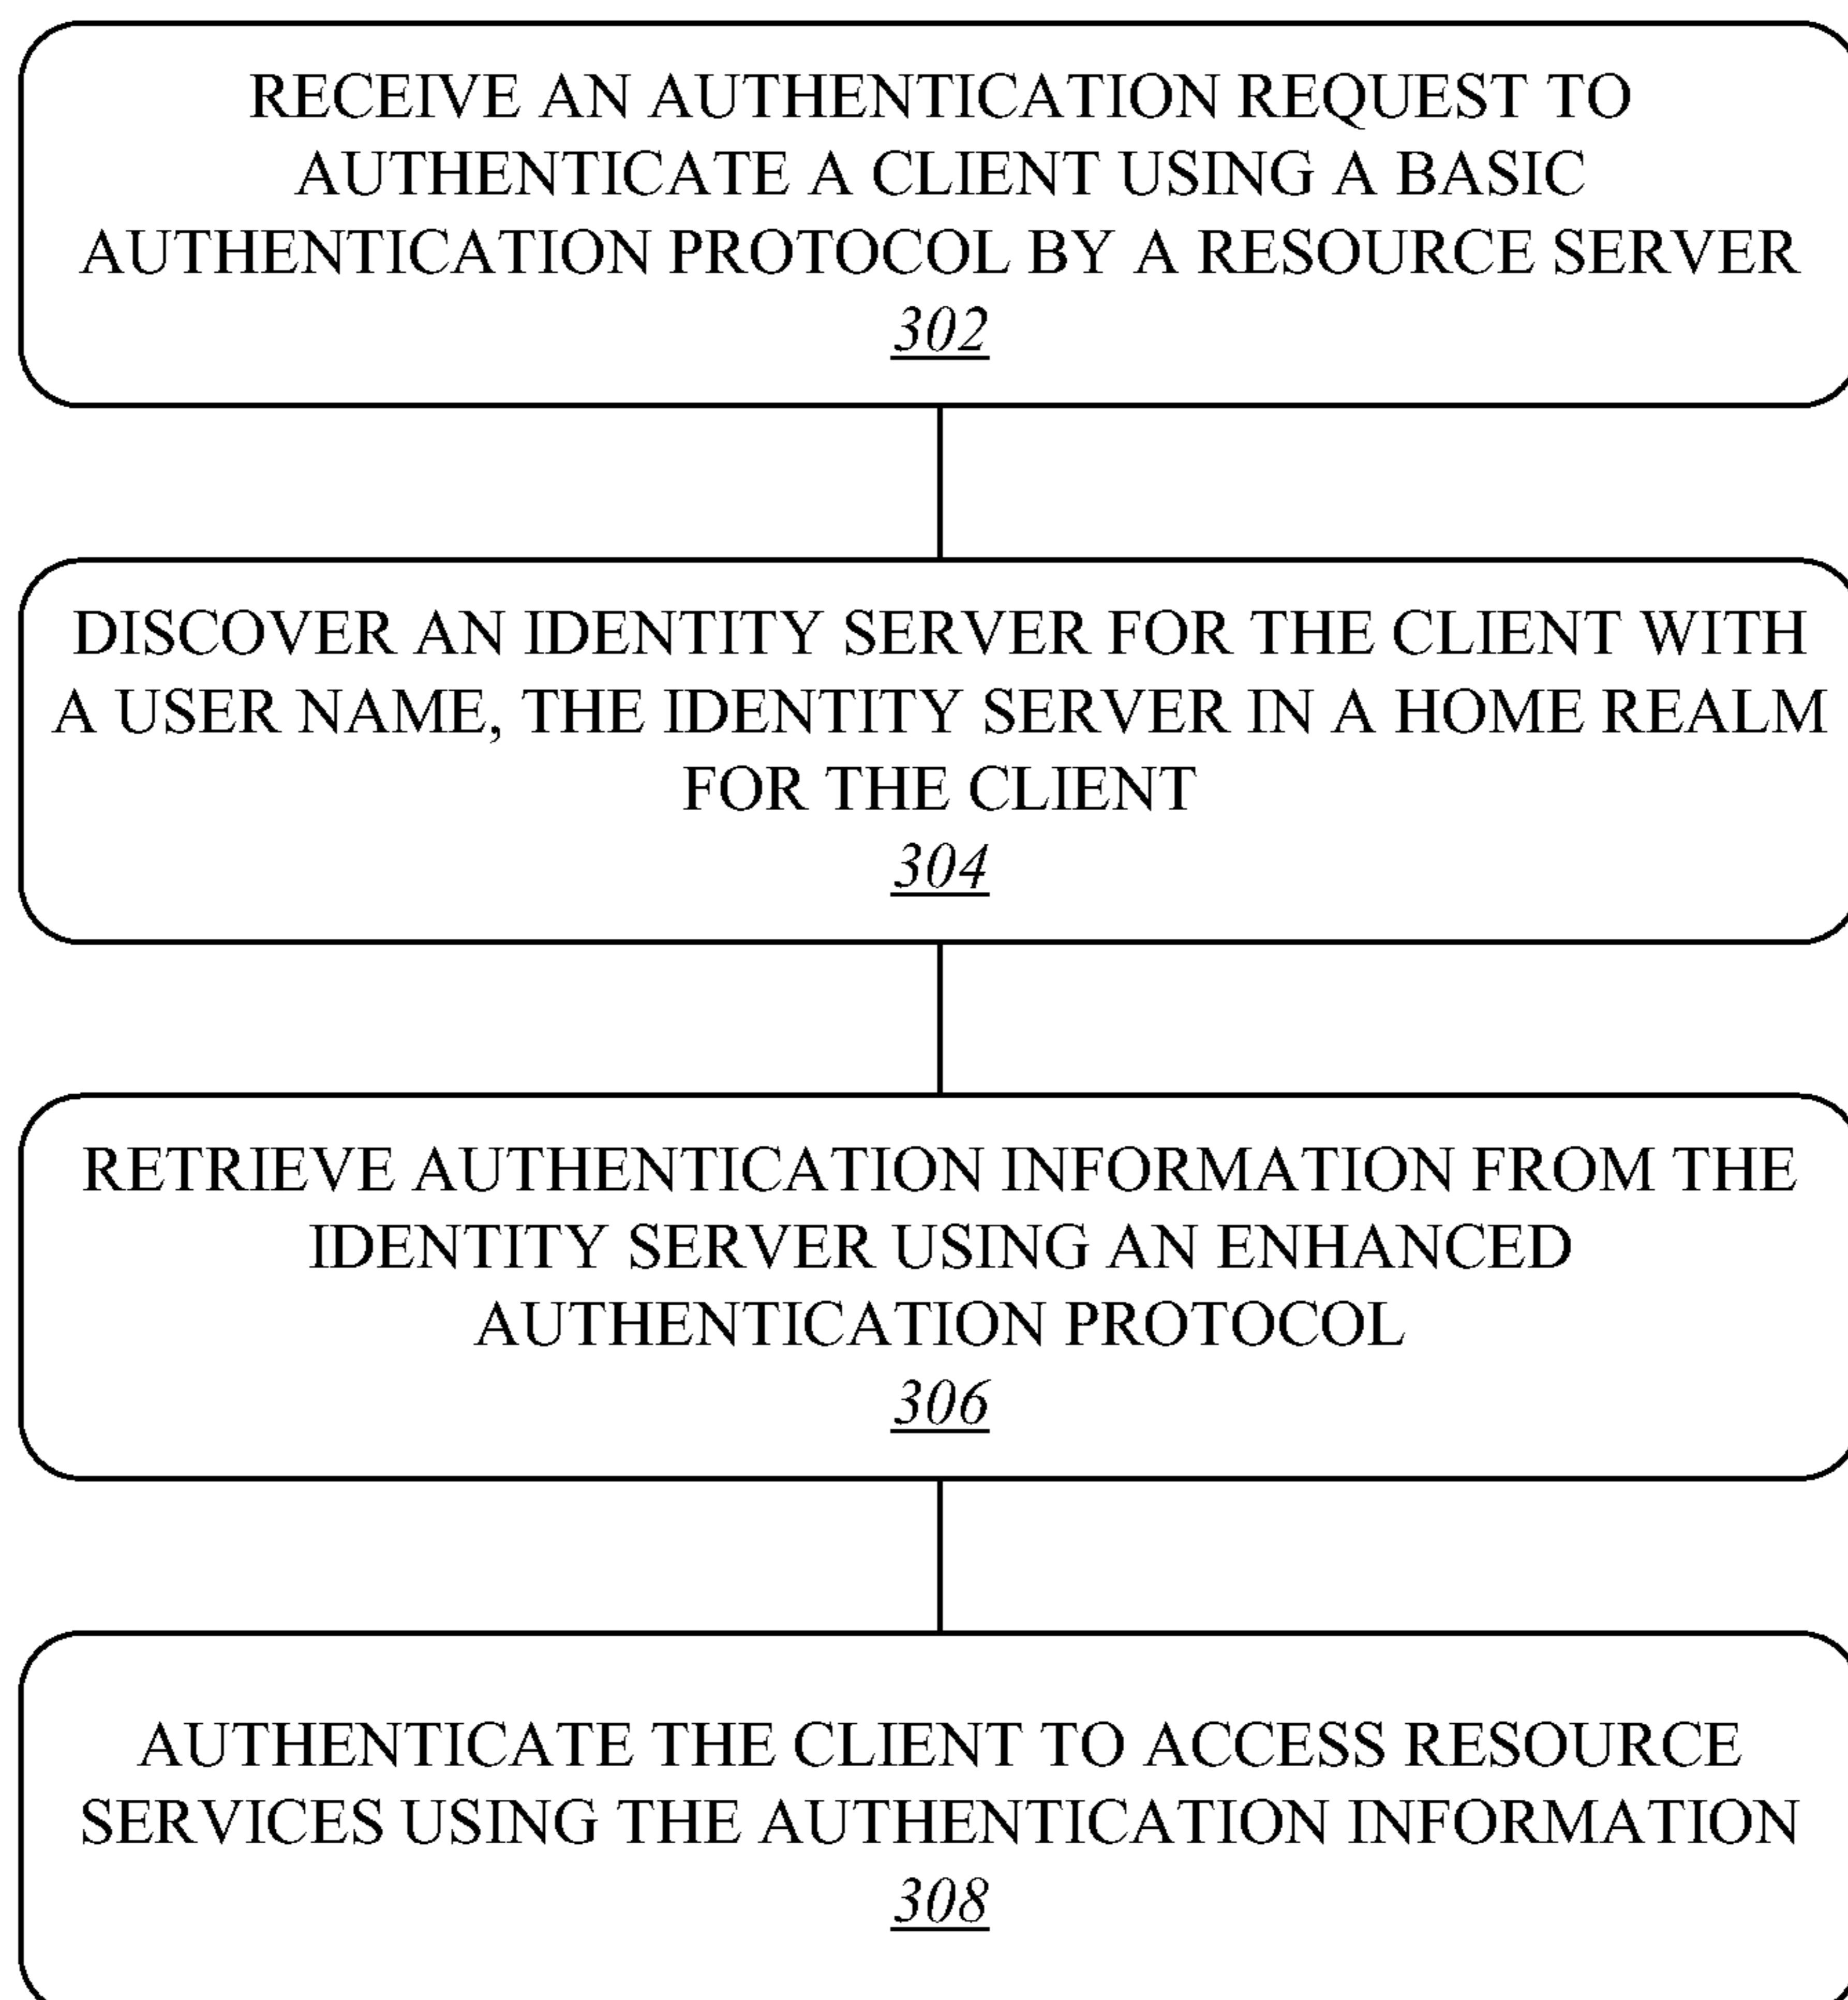 RECEIVE AN AUTHENTICATION REQUEST TO
AUTHENTICATE A CLIENT USING A BASIC
AUTHENTICATION PROTOCOL BY A RESOURCE SERVER
302
DISCOVER AN IDENTITY SERVER FOR THE CLIENT WITH
A USER NAME, THE IDENTITY SERVER IN A HOME REALM
FOR THE CLIENT
304
RETRIEVE AUTHENTICATION INFORMATION FROM THE
IDENTITY SERVER USING AN ENHANCED
AUTHENTICATION PROTOCOL
306
AUTHENTICATE THE CLIENT TO ACCESS RESOURCE
SERVICES USING THE AUTHENTICATION INFORMATION
308